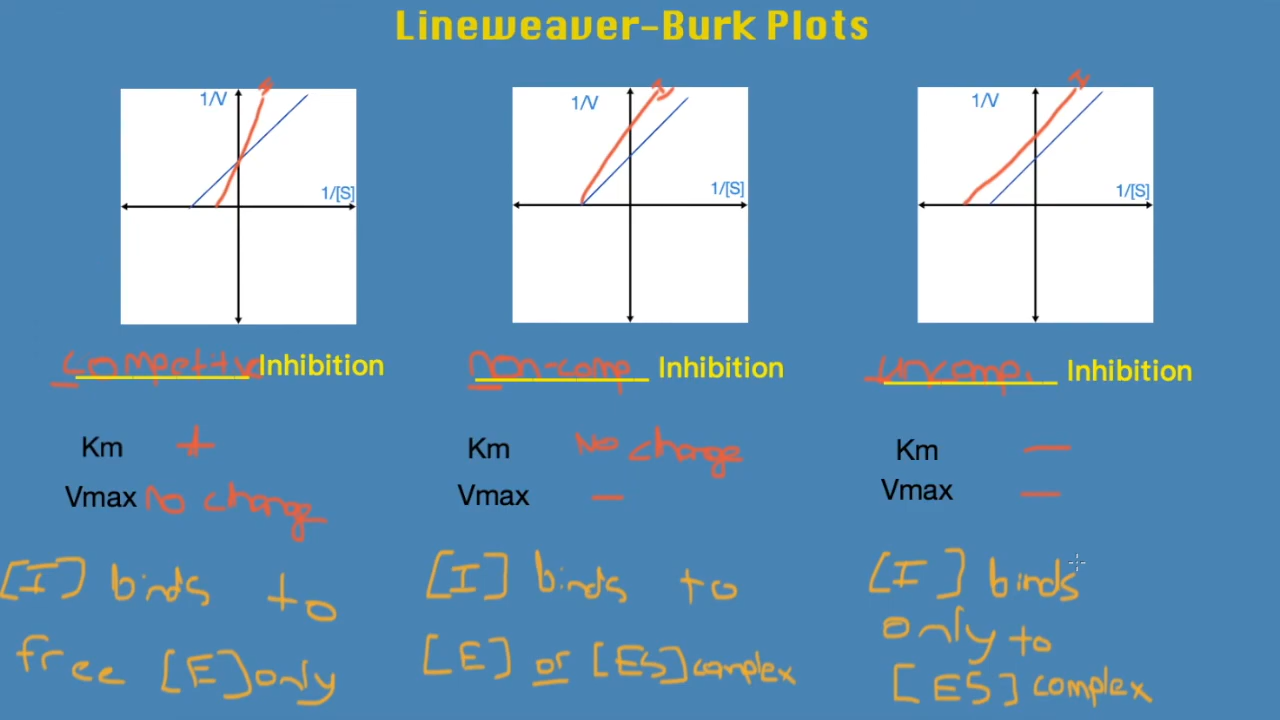 Lineweaver-Burk Plots
1/V
1/[S]
I
1/V
1/[S]
I
1/V
1/[S]
I
Competitive Inhibition
Km +
Vmax No change
[I] binds to
free [E] only
Non-comp Inhibition
Km No change
Vmax –
[I] binds to
[E] or [ES] complex
Uncomp. Inhibition
Km –
Vmax –
[I] binds
only to
[ES] complex